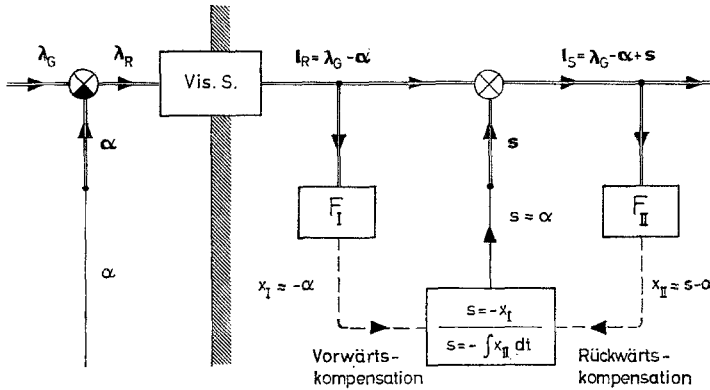 λG
λR
Vis. S.
lR = λG - α
lS = λG - α + s
α
s
FI
FII
α
s ≈ α
xI ≈ -α
xII ≈ s-α
s = -xI
s = - ∫ xII dt
Vorwärts-
kompensation
Rückwärts-
kompensation